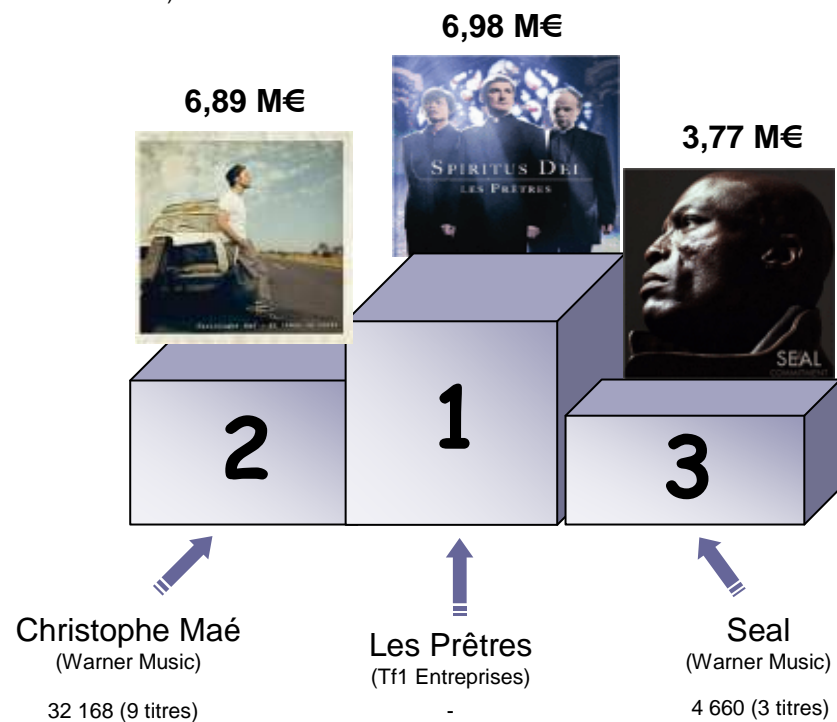 6,98 M€
6,89 M€
3,77 M€
SPIRITUS DEI
LES PRÊTRES
SEAL
COMMITMENT
2
1
3
Christophe Maé
(Warner Music)
32 168 (9 titres)
Les Prêtres
(Tf1 Entreprises)
-
Seal
(Warner Music)
4 660 (3 titres)